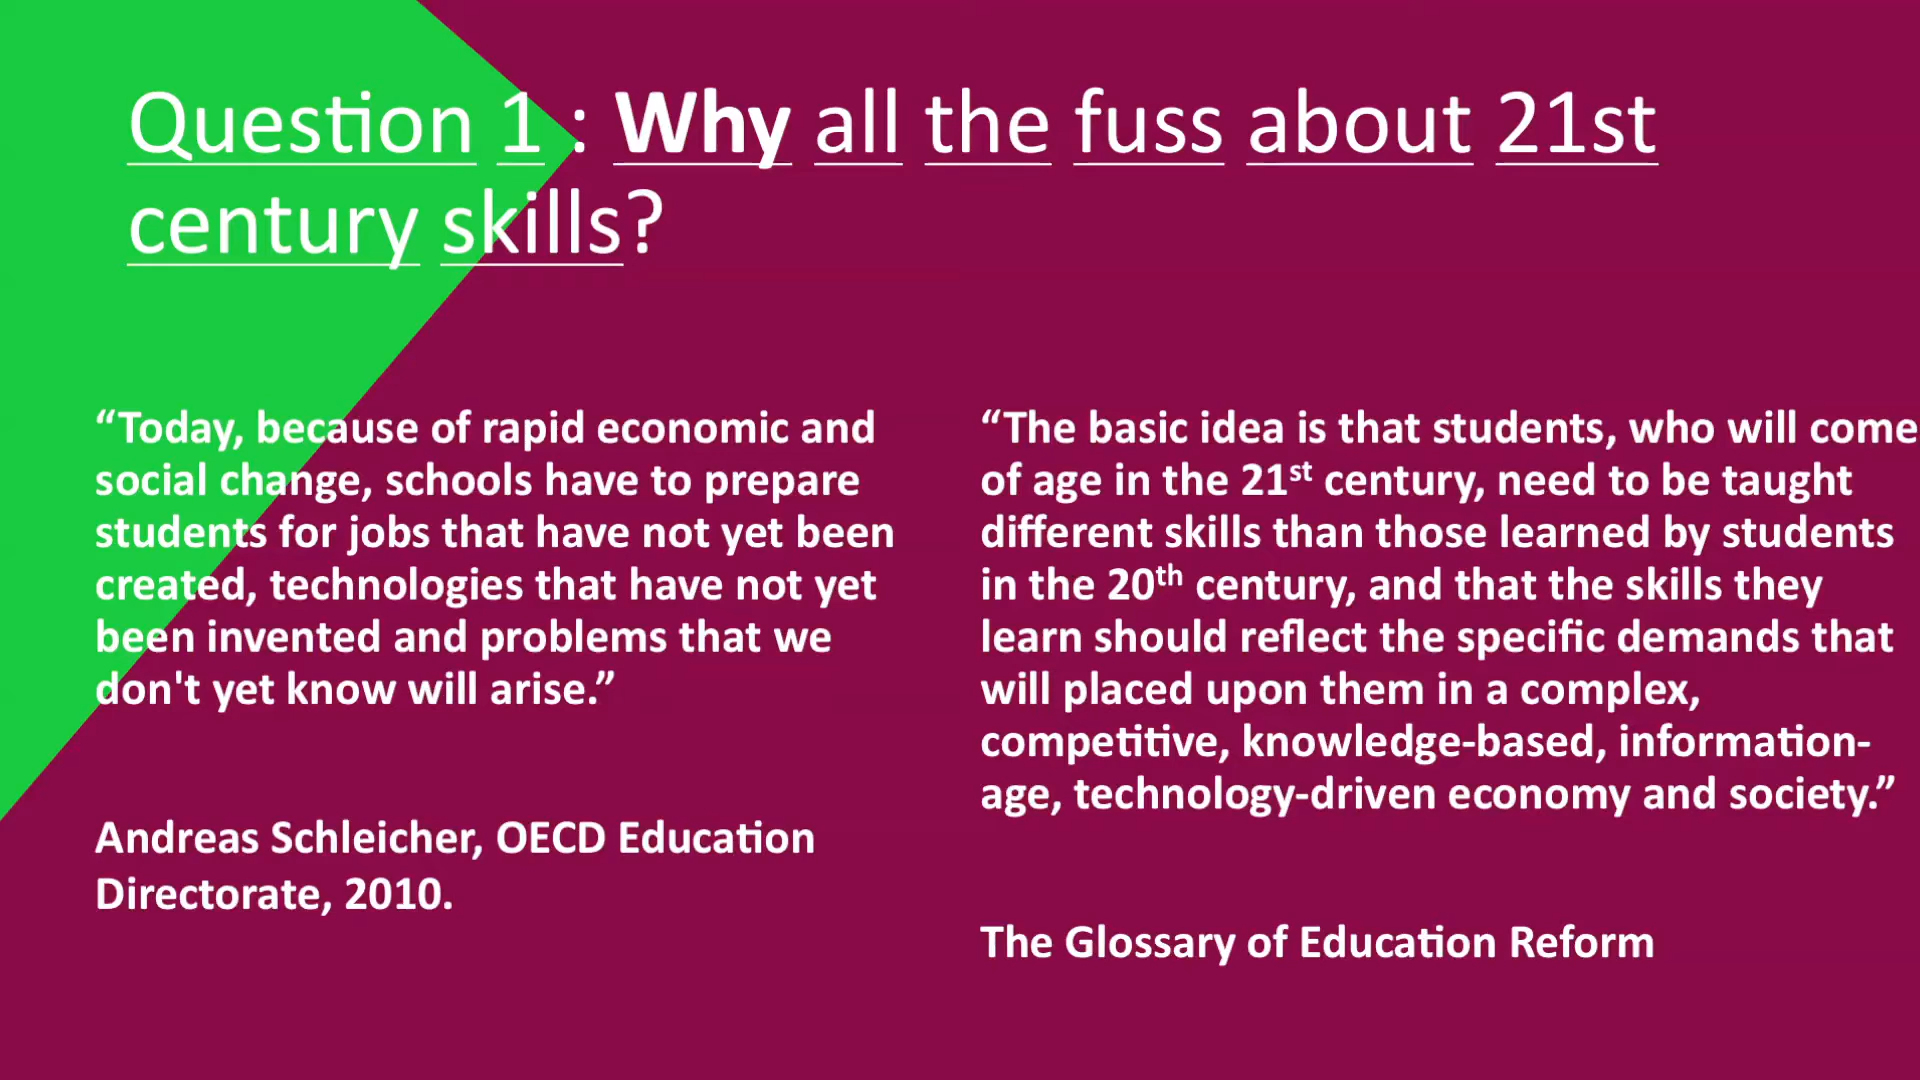 Question 1 : Why all the fuss about 21st
century skills?
“Today, because of rapid economic and
social change, schools have to prepare
students for jobs that have not yet been
created, technologies that have not yet
been invented and problems that we
don't yet know will arise.”
Andreas Schleicher, OECD Education
Directorate, 2010.
“The basic idea is that students, who will come
of age in the 21st century, need to be taught
different skills than those learned by students
in the 20th century, and that the skills they
learn should reflect the specific demands that
will placed upon them in a complex,
competitive, knowledge-based, information-
age, technology-driven economy and society.”
The Glossary of Education Reform